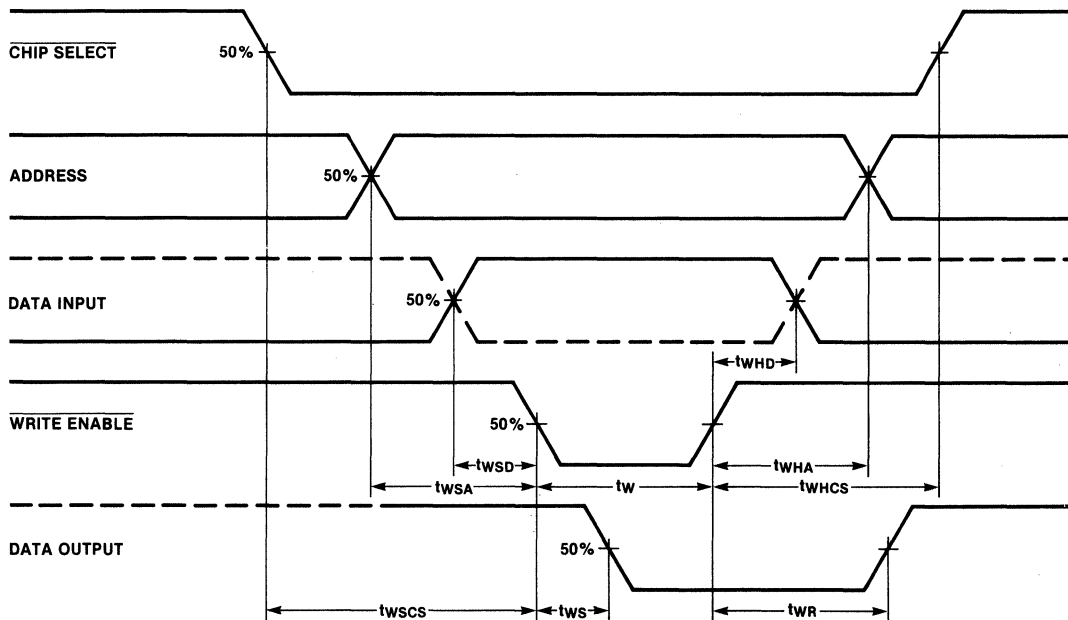 CHIP SELECT
50%
ADDRESS
50%
DATA INPUT
50%
tWHD
WRITE ENABLE
50%
tWSD
tWHA
tWSA
tW
tWHCS
DATA OUTPUT
50%
tWSCS
tWS
tWR